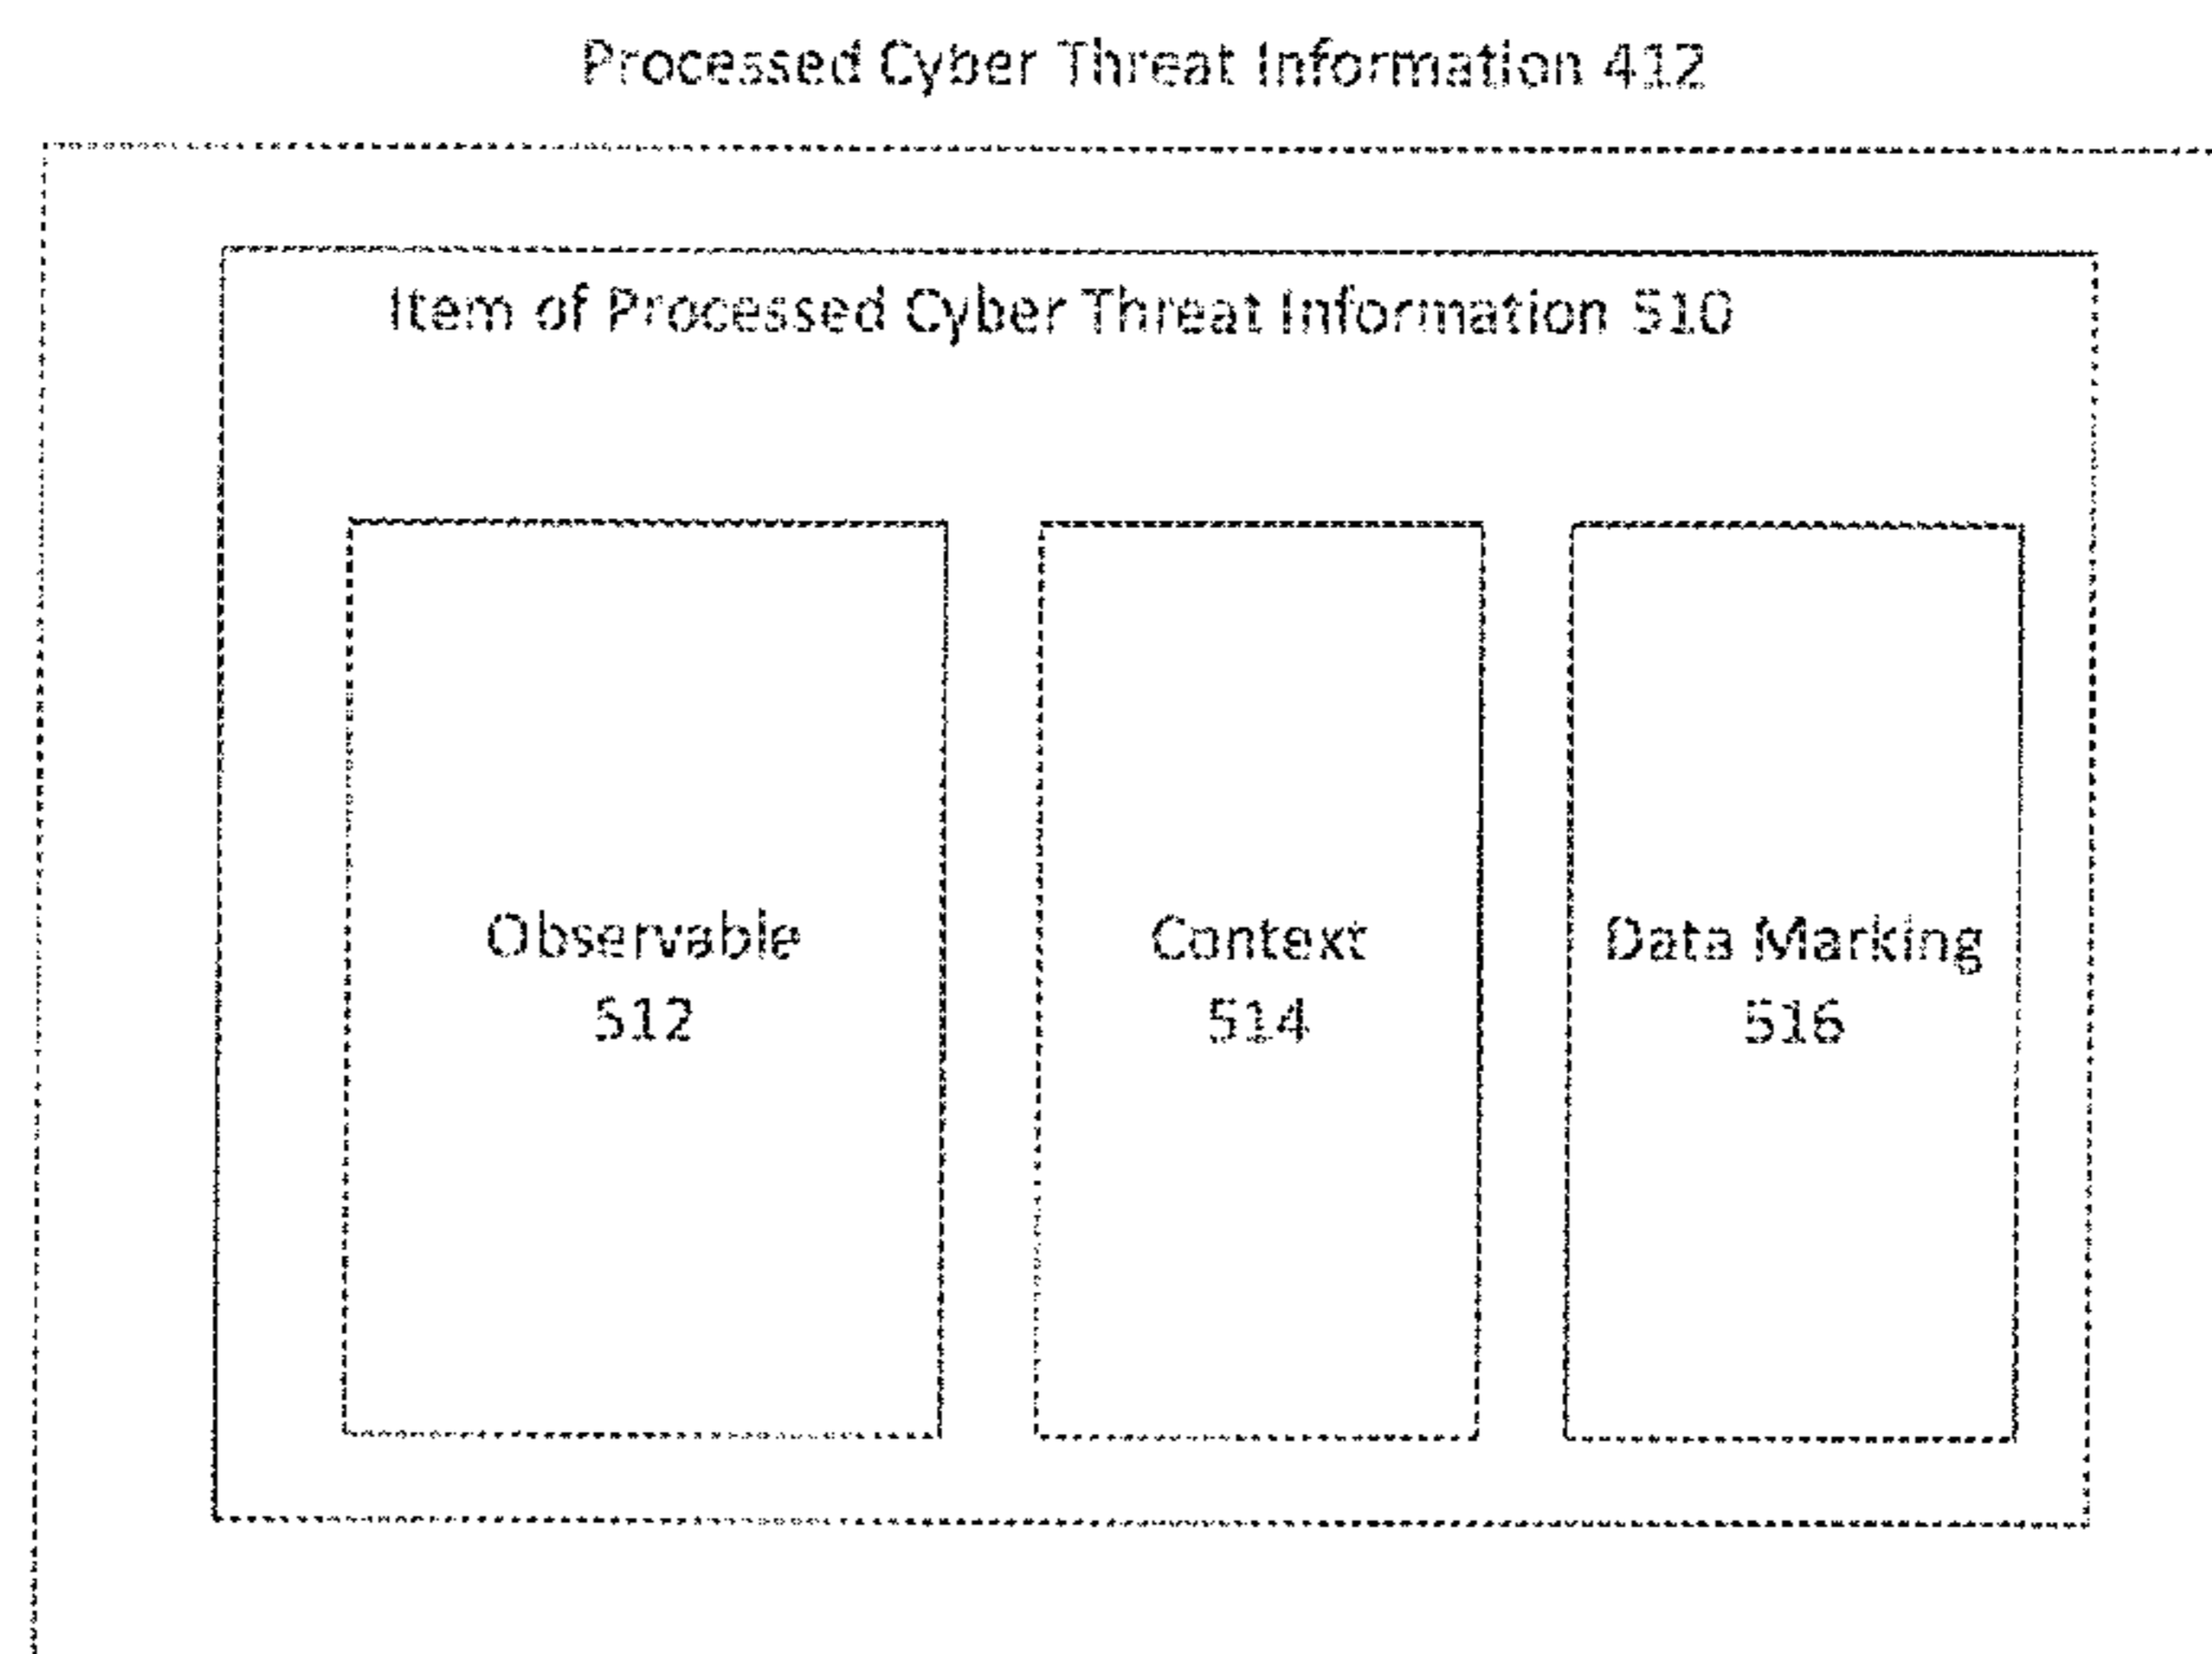 Processed Cyber Threat Information 412
Item of Processed Cyber Threat Information 510
Observable
512
Context
514
Data Marking
516